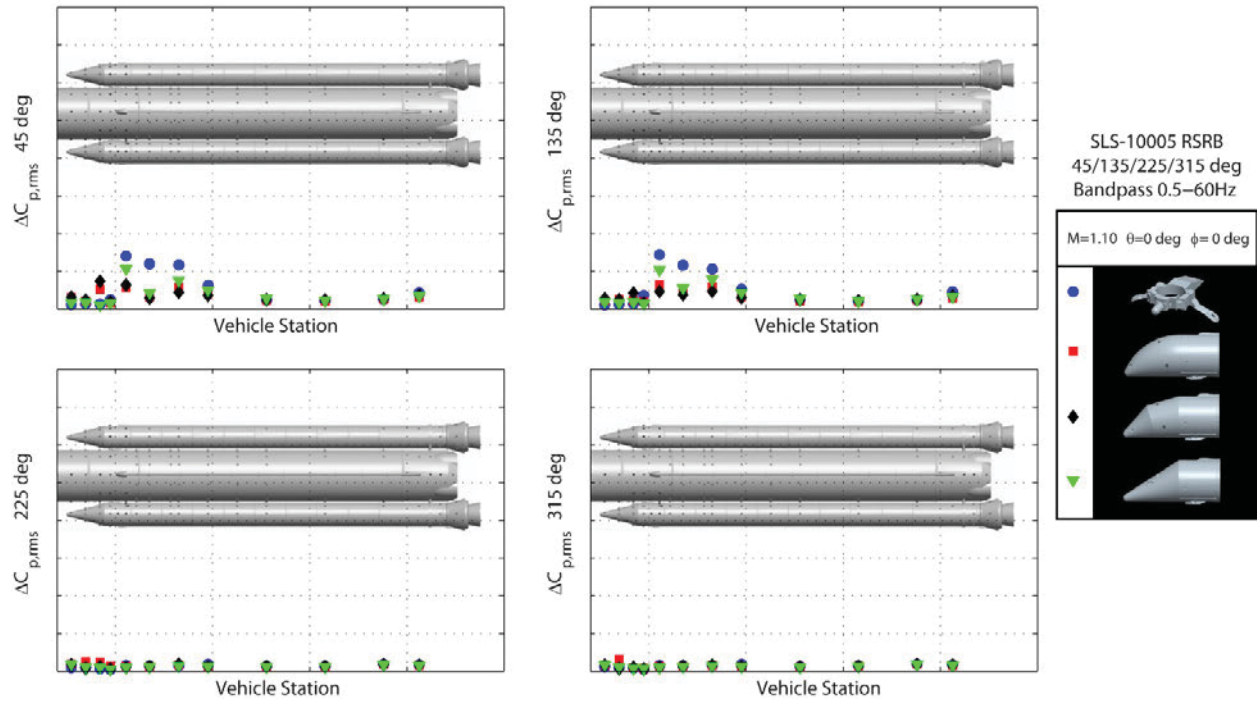 ΔC p,rms 45 deg
Vehicle Station
ΔC p,rms 135 deg
Vehicle Station
SLS-10005 RSRB
45/135/225/315 deg
Bandpass 0.5–60Hz
M=1.10 θ=0 deg ϕ= 0 deg
ΔC p,rms 225 deg
Vehicle Station
ΔC p,rms 315 deg
Vehicle Station